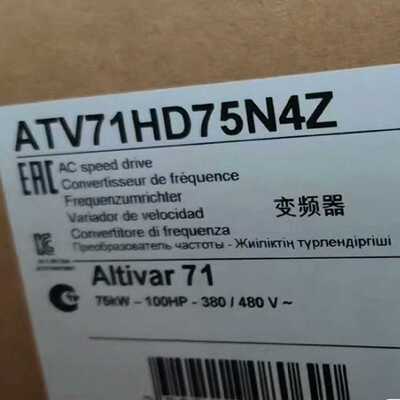 ATV71HD75N4Z
EAC AC speed drive
Convertisseur de fréquence
Frequenzumrichter
Variador de velocidad
变频器
Convertitore di frequenza
Преобразователь частоты - Жиіліктің түрлендіргіші
Altivar 71
75kW - 100HP - 380 / 480 V ~